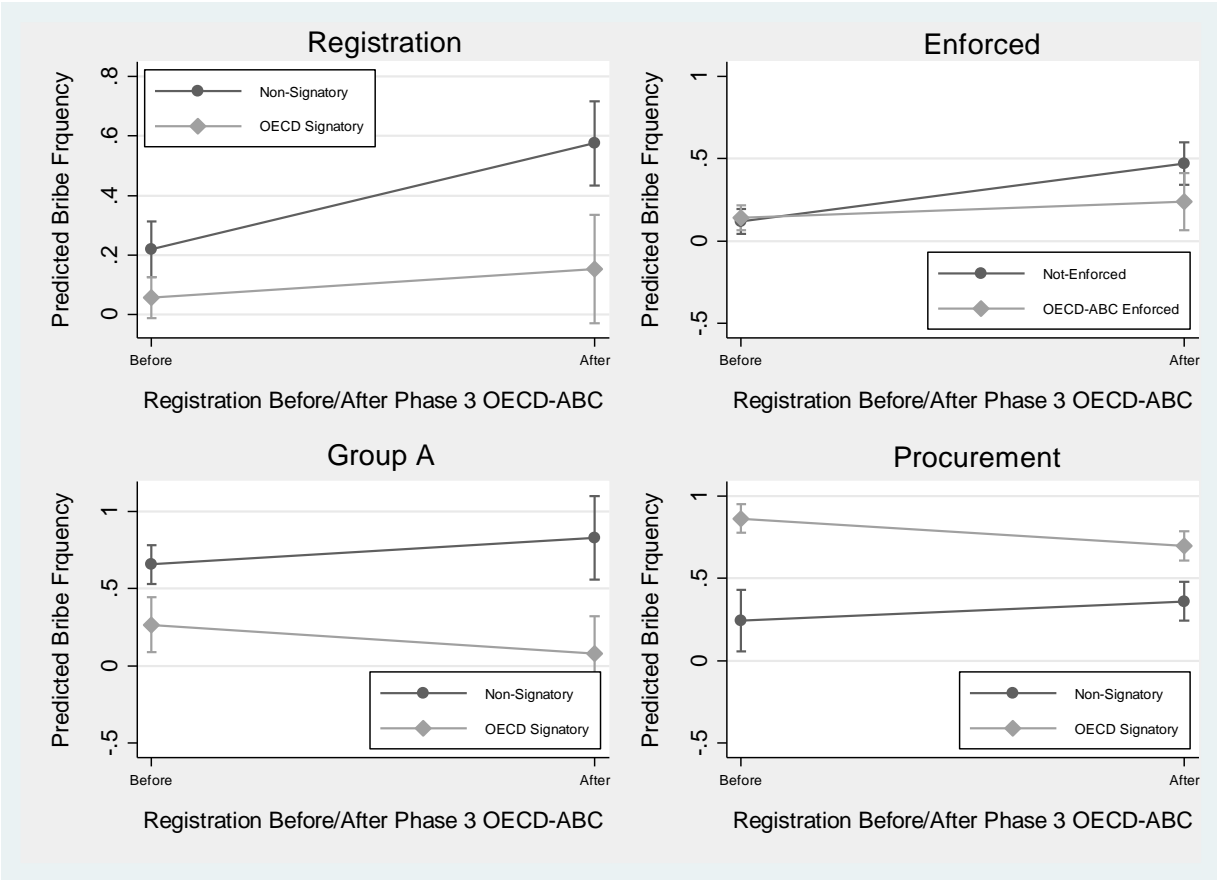 Registration
Predicted Bribe Frquency
.8
.6
.4
.2
0
Non-Signatory
OECD Signatory
Before
After
Registration Before/After Phase 3 OECD-ABC
Enforced
Predicted Bribe Frquency
1
.5
0
-.5
Not-Enforced
OECD-ABC Enforced
Before
After
Registration Before/After Phase 3 OECD-ABC
Group A
Predicted Bribe Frquency
1
.5
0
-.5
Non-Signatory
OECD Signatory
Before
After
Registration Before/After Phase 3 OECD-ABC
Procurement
Predicted Bribe Frquency
1
.5
0
-.5
Non-Signatory
OECD Signatory
Before
After
Registration Before/After Phase 3 OECD-ABC